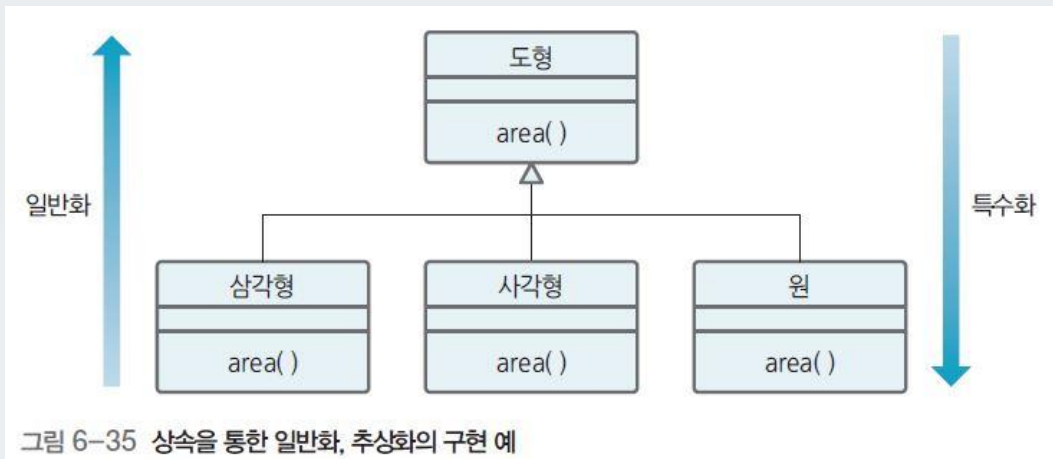 도형
area( )
일반화
특수화
삼각형
사각형
원
area( )
area( )
area( )
그림 6-35 상속을 통한 일반화, 추상화의 구현 예